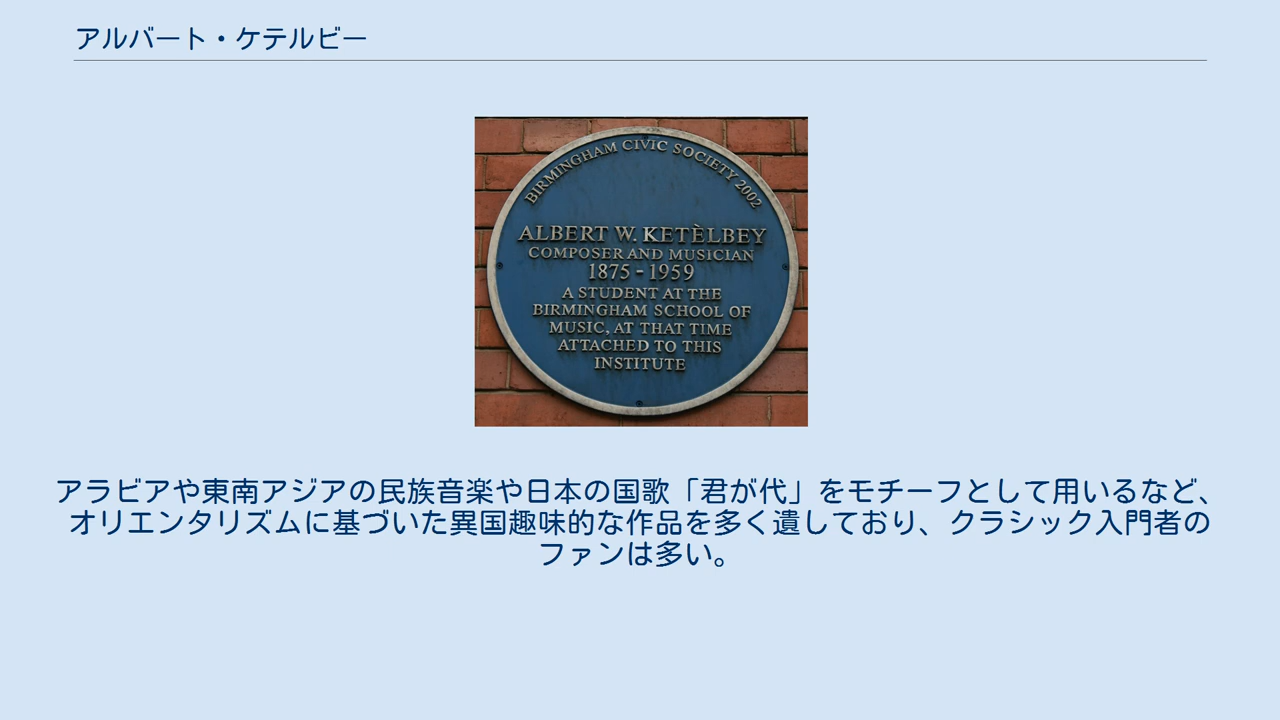 アルバート・ケテルビー
BIRMINGHAM CIVIC SOCIETY 2002
ALBERT W. KETÈLBEY
COMPOSER AND MUSICIAN
1875 - 1959
A STUDENT AT THE
BIRMINGHAM SCHOOL OF
MUSIC, AT THAT TIME
ATTACHED TO THIS
INSTITUTE
アラビアや東南アジアの民族音楽や日本の国歌「君が代」をモチーフとして用いるなど、
オリエンタリズムに基づいた異国趣味的な作品を多く遺しており、クラシック入門者の
ファンは多い。